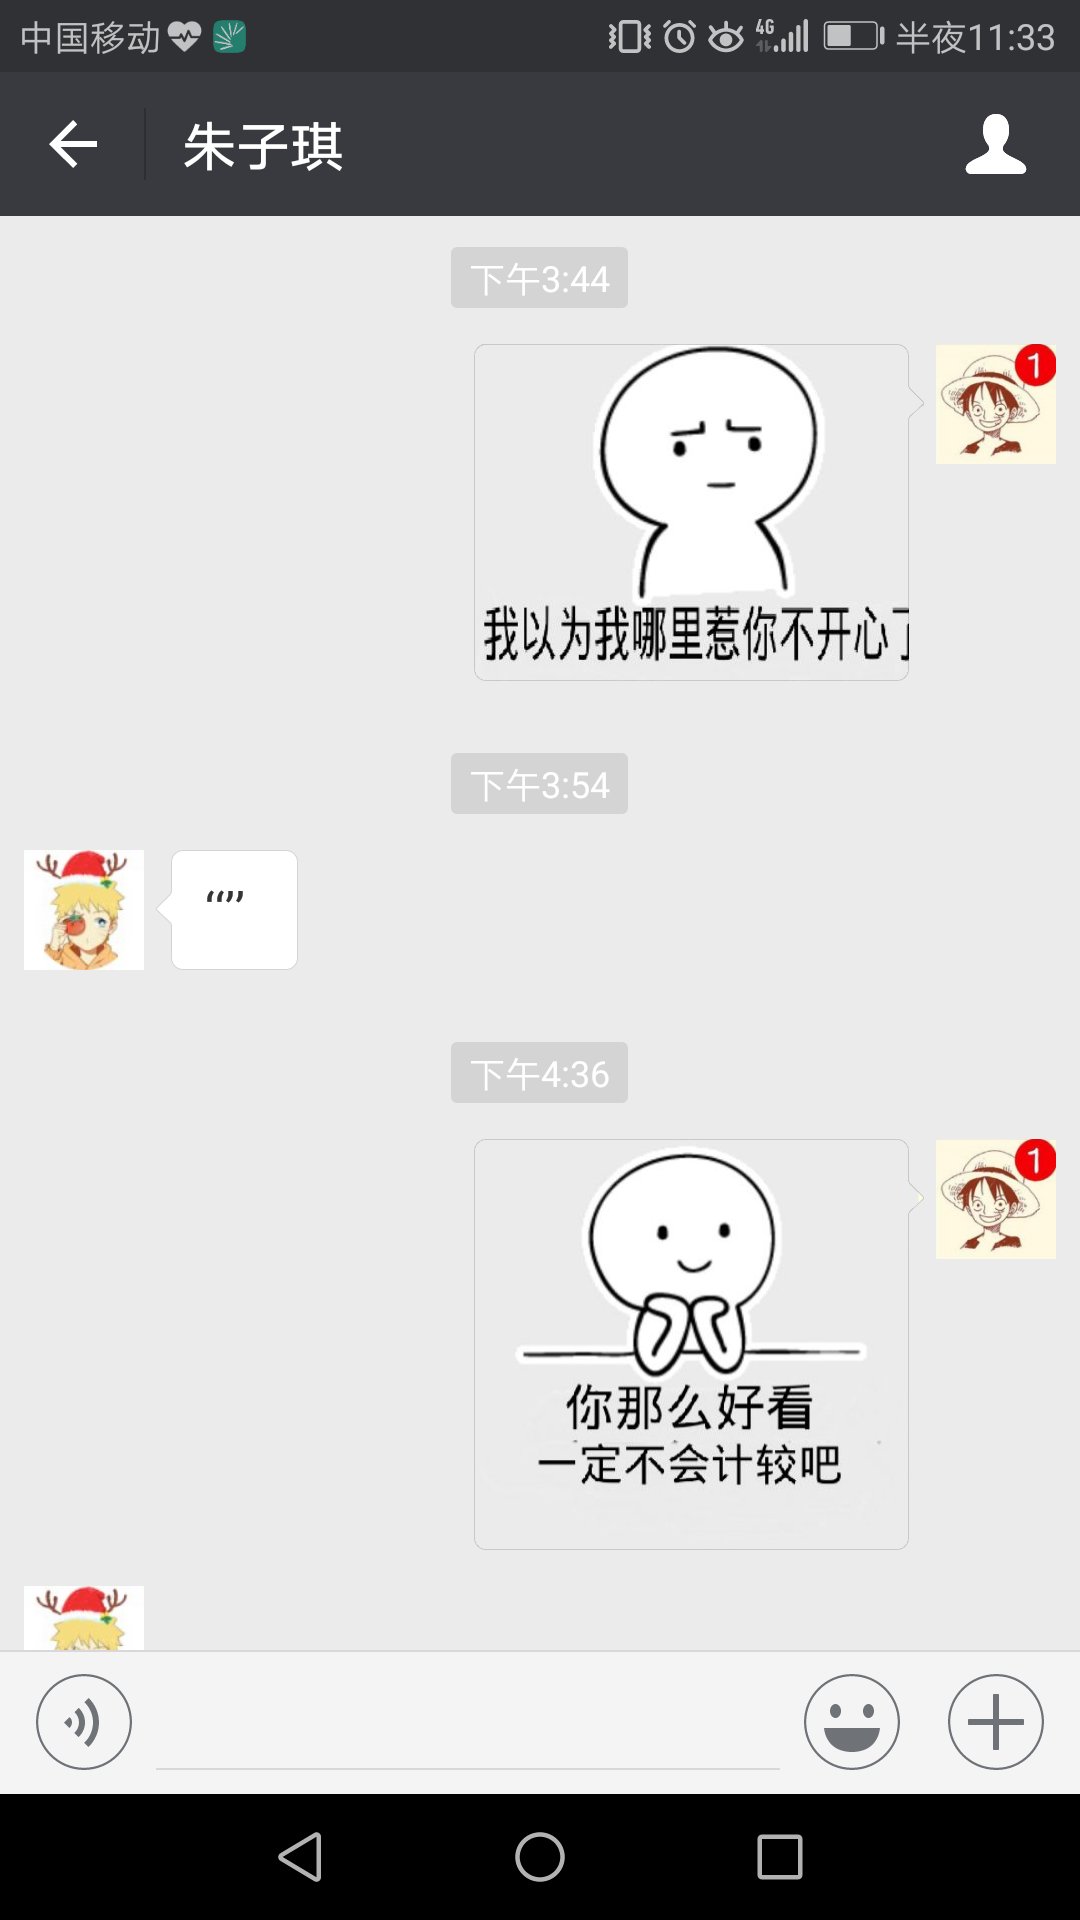 中国移动 4G 半夜11:33
朱子琪
下午3:44
1
我以为我哪里惹你不开心了
下午3:54
“”
下午4:36
1
你那么好看
一定不会计较吧